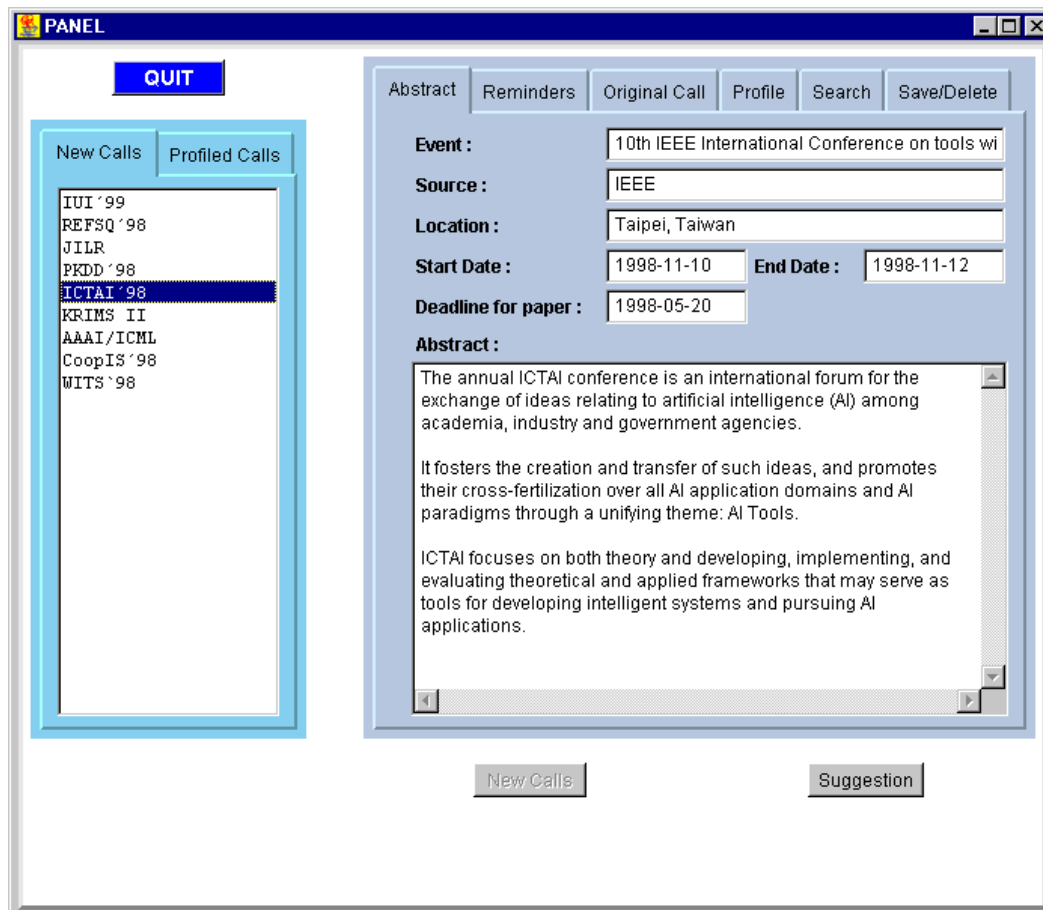 PANEL
QUIT
New Calls
Profiled Calls
IUI´99
REFSQ´98
JILR
PKDD´98
ICTAI´98
KRIMS II
AAAI/ICML
CoopIS´98
WITS`98
Abstract
Reminders
Original Call
Profile
Search
Save/Delete
Event :
10th IEEE International Conference on tools wi
Source :
IEEE
Location :
Taipei, Taiwan
Start Date :
1998-11-10
End Date :
1998-11-12
Deadline for paper :
1998-05-20
Abstract :
The annual ICTAI conference is an international forum for the
exchange of ideas relating to artificial intelligence (AI) among
academia, industry and government agencies.
It fosters the creation and transfer of such ideas, and promotes
their cross-fertilization over all AI application domains and AI
paradigms through a unifying theme: AI Tools.
ICTAI focuses on both theory and developing, implementing, and
evaluating theoretical and applied frameworks that may serve as
tools for developing intelligent systems and pursuing AI
applications.
New Calls
Suggestion